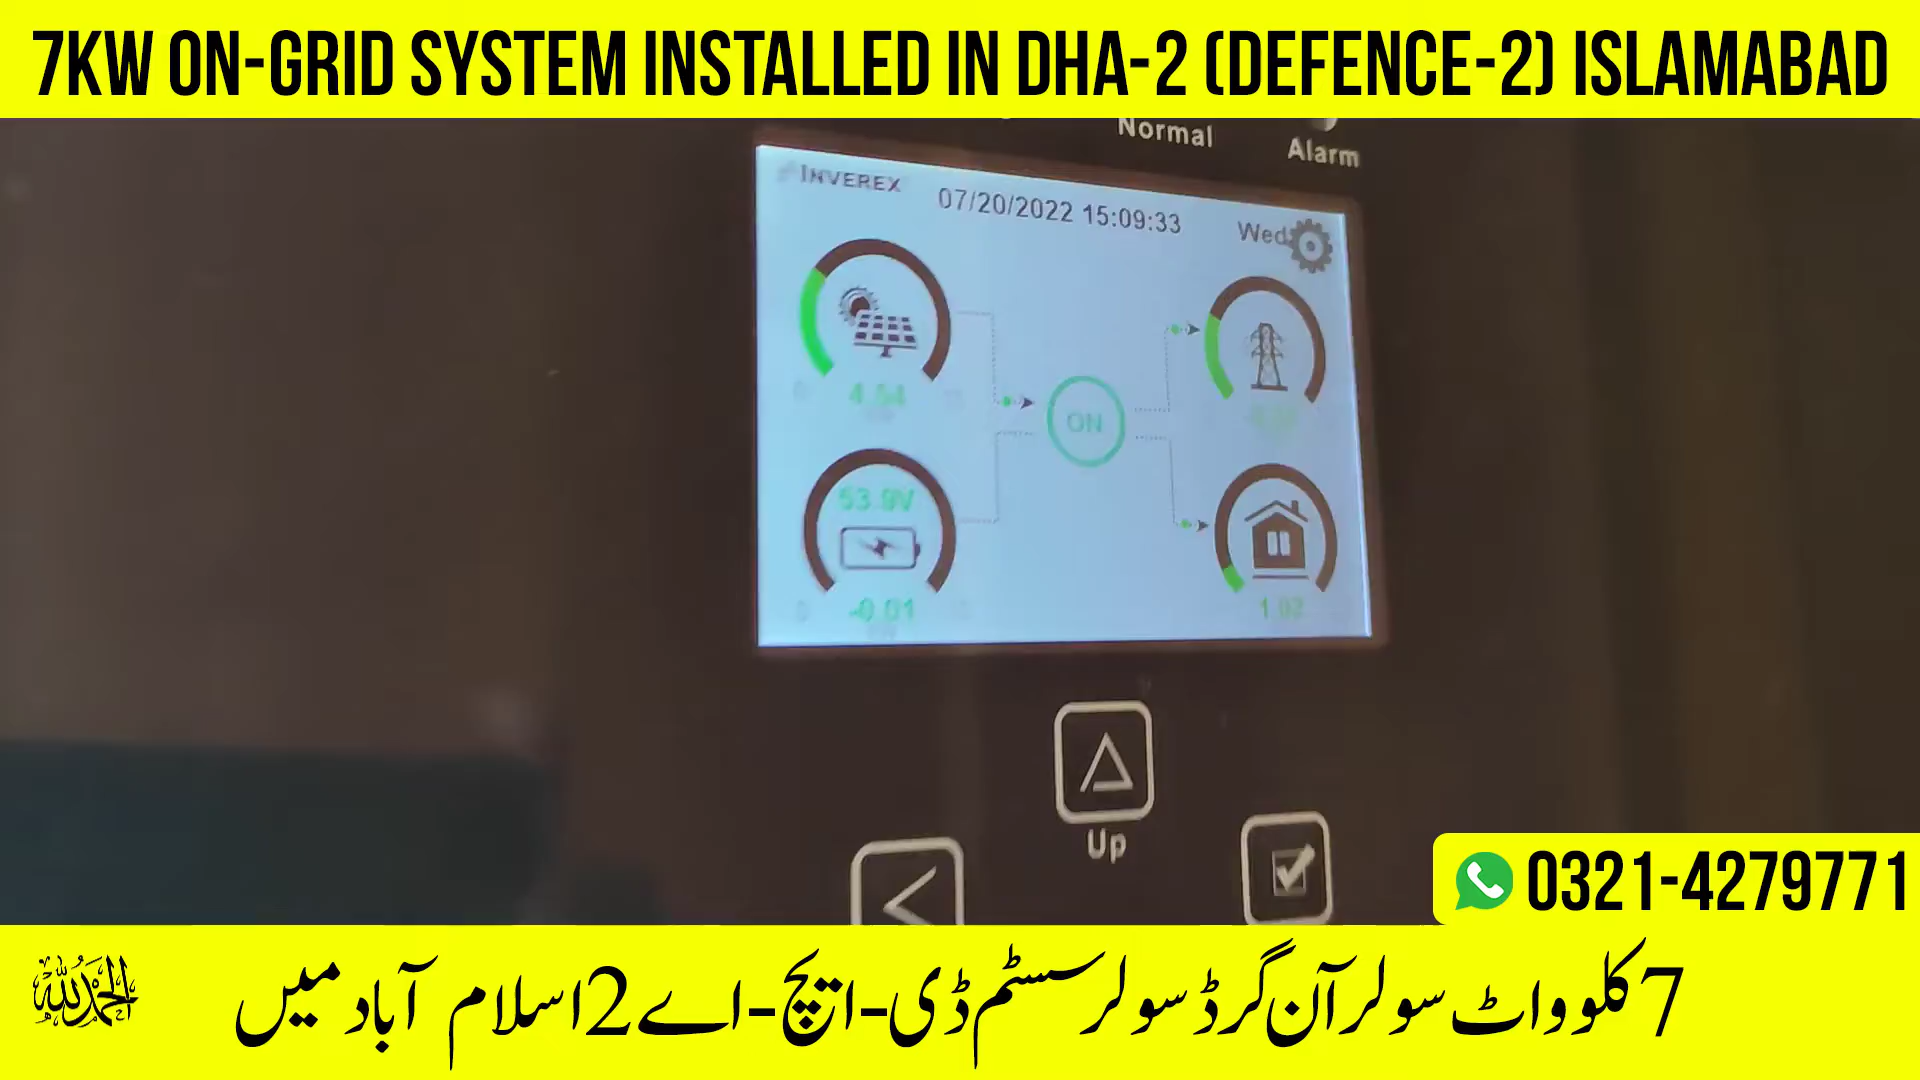 7KW ON-GRID SYSTEM INSTALLED IN DHA-2 (DEFENCE-2) ISLAMABAD
Normal
Alarm
INVEREX
07/20/2022 15:09:33
Wed
4.54
ON
53.9V
-0.01
1.02
Up
0321-4279771
7 کلو واٹ سولر آن گرڈ سولر سسٹم ڈی-ایچ-اے 2 اسلام آباد میں
الحمدللہ